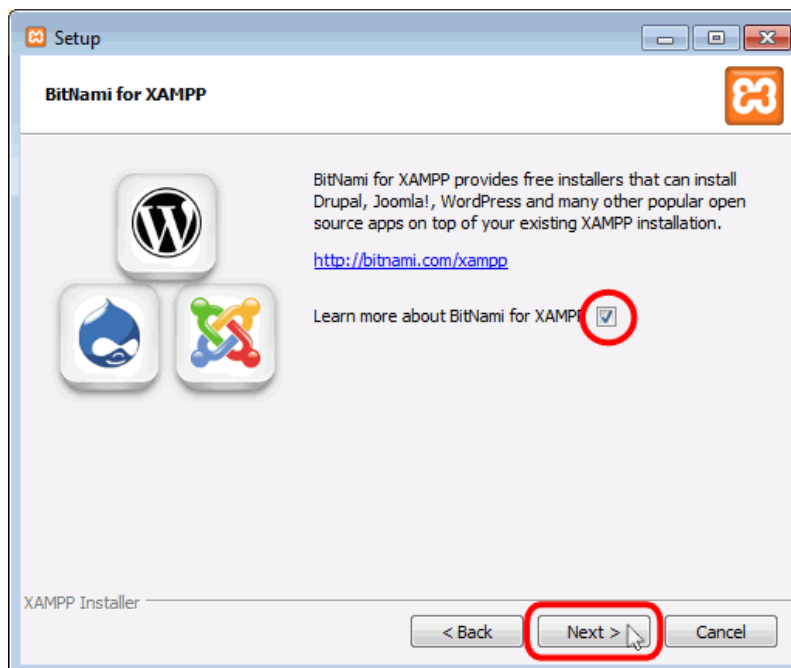 Setup
BitNami for XAMPP
BitNami for XAMPP provides free installers that can install
Drupal, Joomla!, WordPress and many other popular open
source apps on top of your existing XAMPP installation.
http://bitnami.com/xampp
Learn more about BitNami for XAMPP
XAMPP Installer
< Back
Next >
Cancel